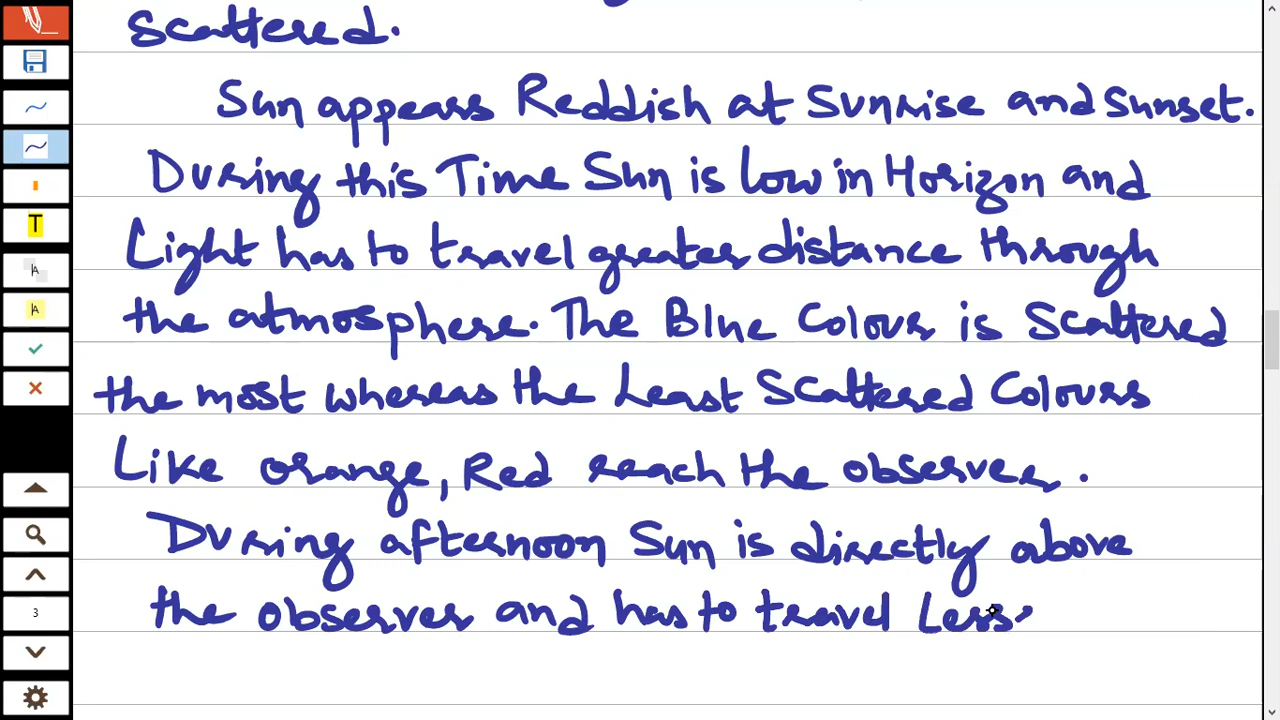 Scattered.
Sun appears Reddish at Sunrise and Sunset.
During this Time Sun is low in Horizon and
Light has to travel greater distance through
the atmosphere. The Blue Colour is Scattered
the most whereas the Least Scattered Colours
Like orange, Red reach the observer.
During afternoon Sun is directly above
the observer and has to travel Less.
T
A
A
3